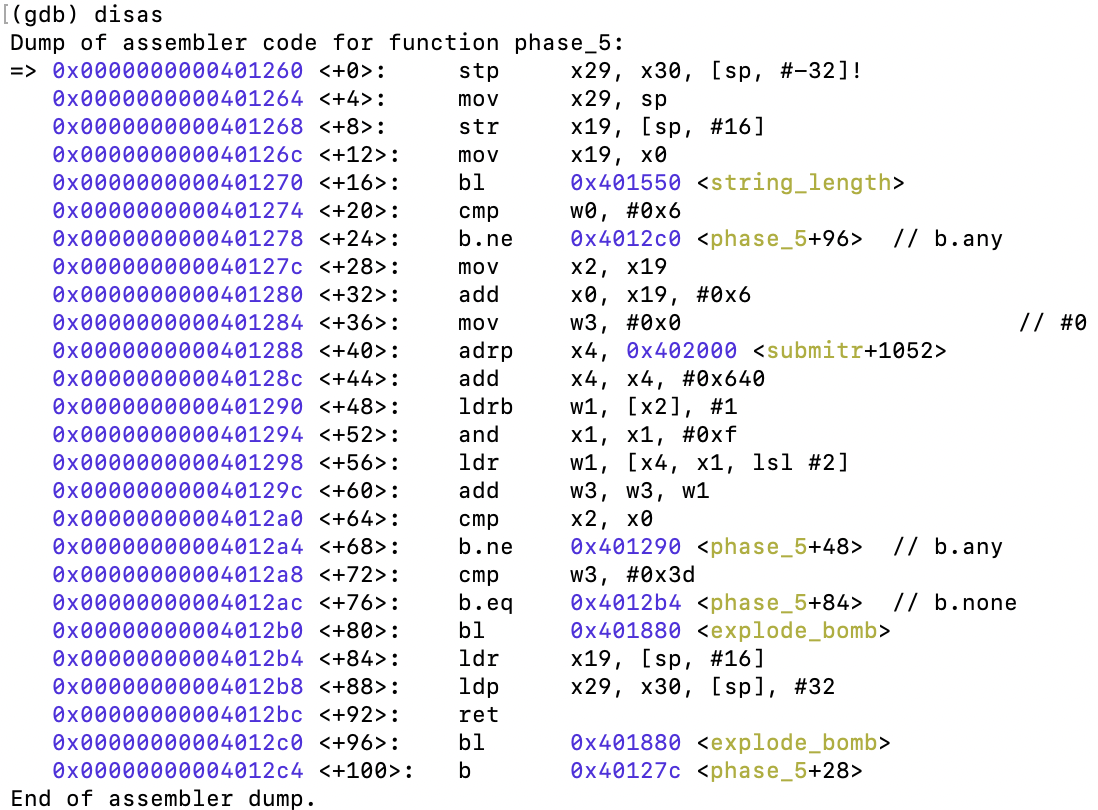 [(gdb) disas
Dump of assembler code for function phase_5:
=> 0x0000000000401260 <+0>: stp x29, x30, [sp, #-32]!
0x0000000000401264 <+4>: mov x29, sp
0x0000000000401268 <+8>: str x19, [sp, #16]
0x000000000040126c <+12>: mov x19, x0
0x0000000000401270 <+16>: bl 0x401550 <string_length>
0x0000000000401274 <+20>: cmp w0, #0x6
0x0000000000401278 <+24>: b.ne 0x4012c0 <phase_5+96> // b.any
0x000000000040127c <+28>: mov x2, x19
0x0000000000401280 <+32>: add x0, x19, #0x6
0x0000000000401284 <+36>: mov w3, #0x0 // #0
0x0000000000401288 <+40>: adrp x4, 0x402000 <submitr+1052>
0x000000000040128c <+44>: add x4, x4, #0x640
0x0000000000401290 <+48>: ldrb w1, [x2], #1
0x0000000000401294 <+52>: and x1, x1, #0xf
0x0000000000401298 <+56>: ldr w1, [x4, x1, lsl #2]
0x000000000040129c <+60>: add w3, w3, w1
0x00000000004012a0 <+64>: cmp x2, x0
0x00000000004012a4 <+68>: b.ne 0x401290 <phase_5+48> // b.any
0x00000000004012a8 <+72>: cmp w3, #0x3d
0x00000000004012ac <+76>: b.eq 0x4012b4 <phase_5+84> // b.none
0x00000000004012b0 <+80>: bl 0x401880 <explode_bomb>
0x00000000004012b4 <+84>: ldr x19, [sp, #16]
0x00000000004012b8 <+88>: ldp x29, x30, [sp], #32
0x00000000004012bc <+92>: ret
0x00000000004012c0 <+96>: bl 0x401880 <explode_bomb>
0x00000000004012c4 <+100>: b 0x40127c <phase_5+28>
End of assembler dump.